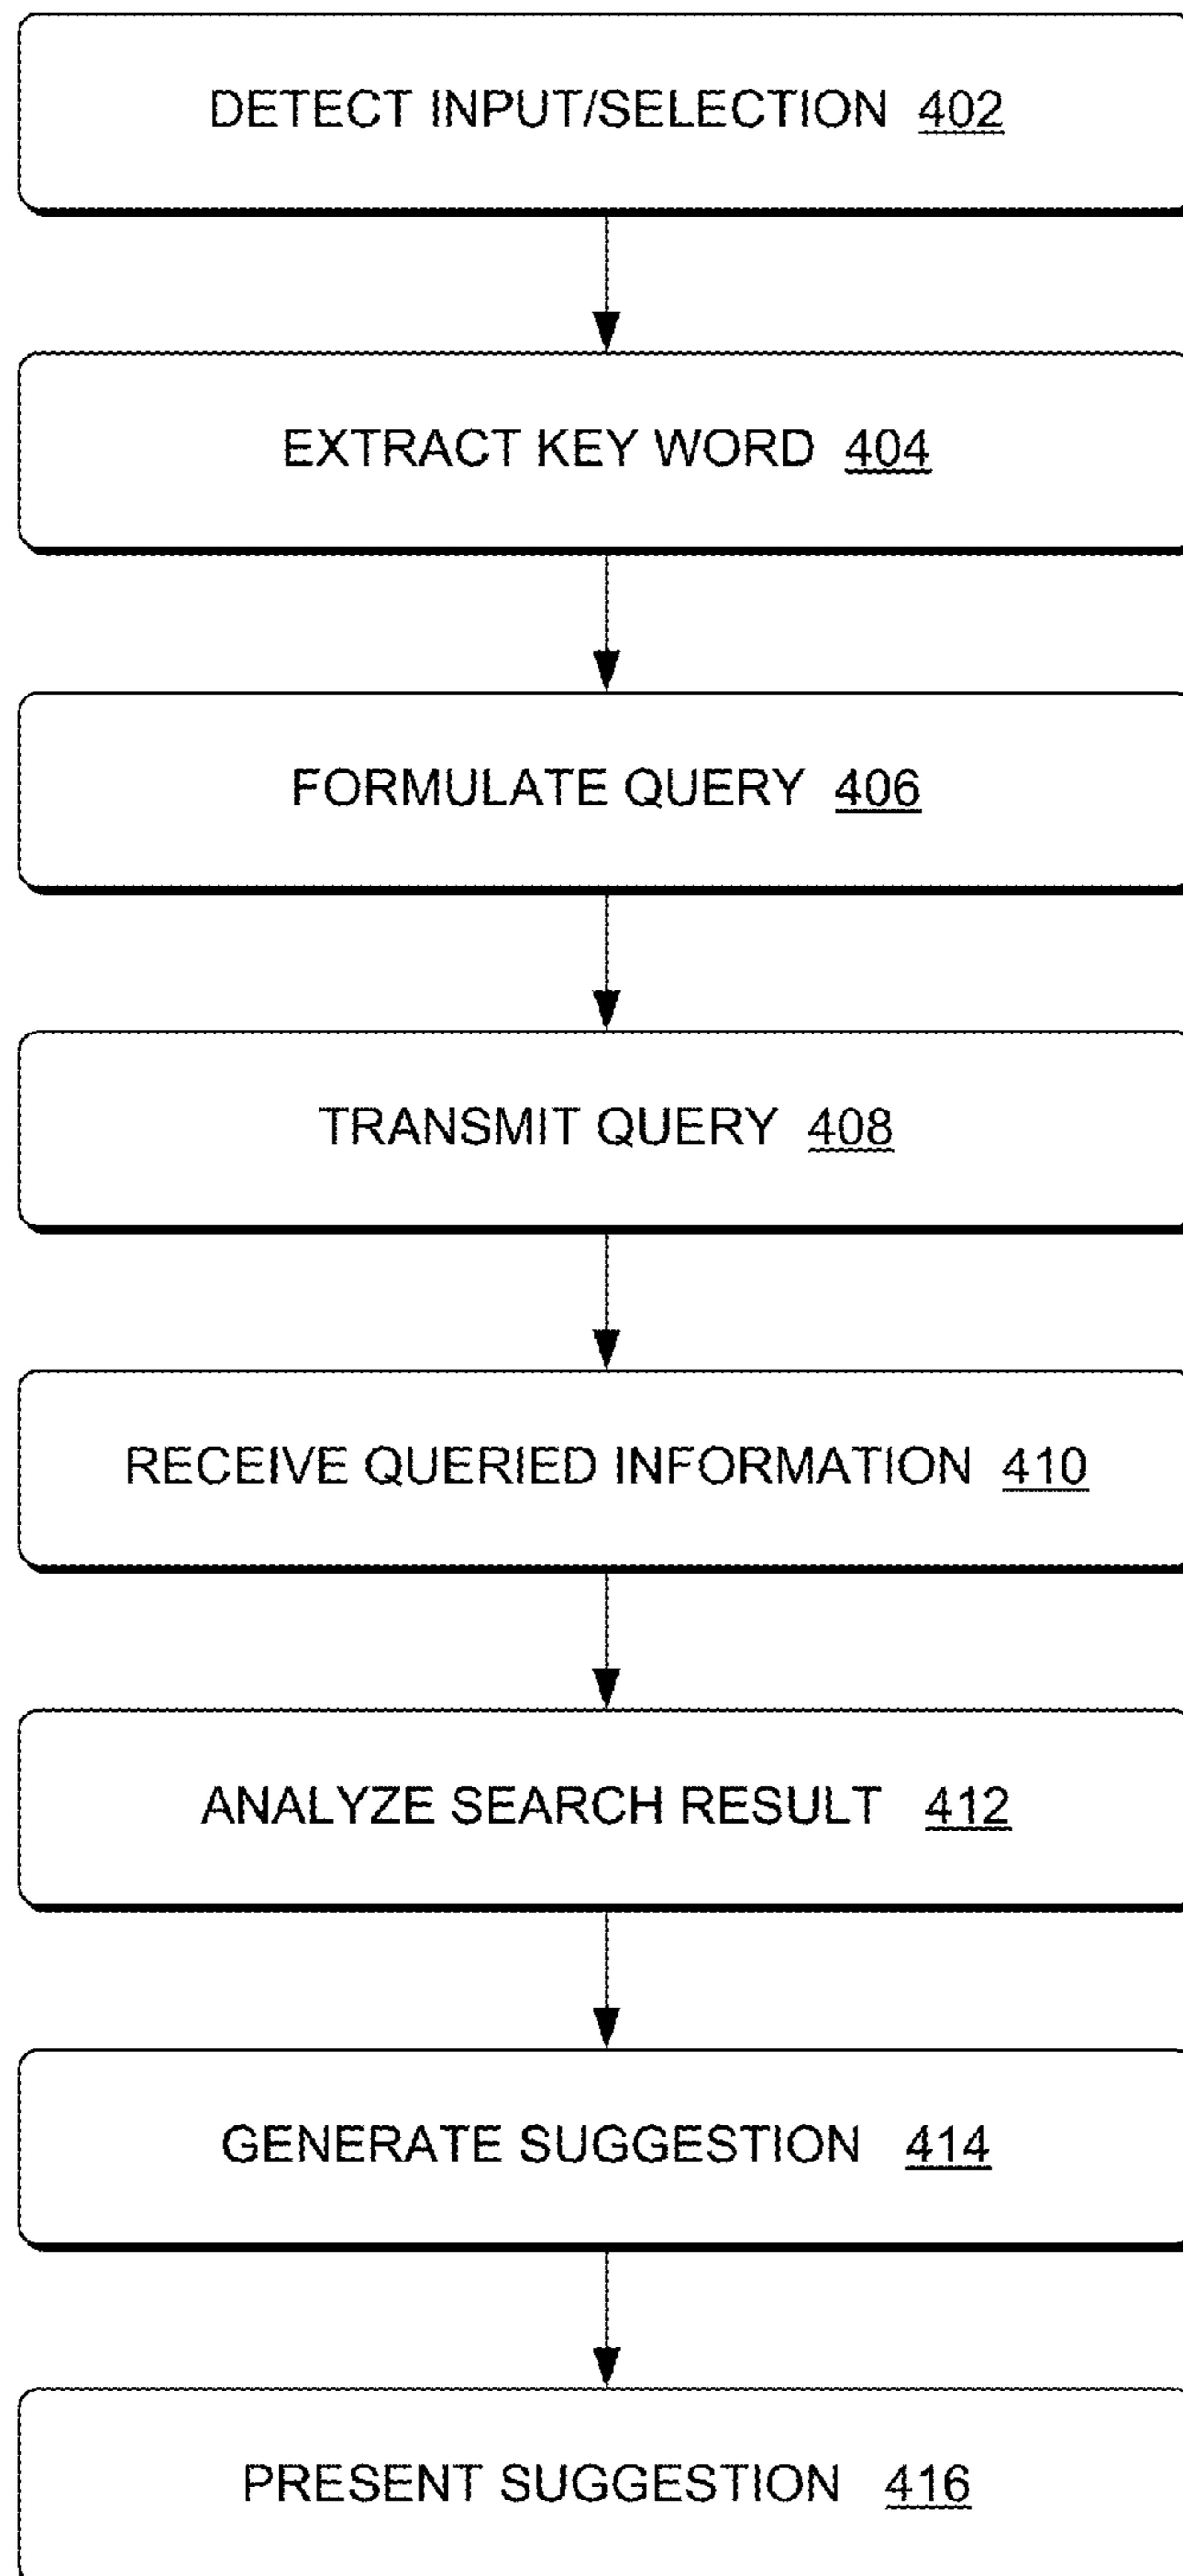 DETECT INPUT/SELECTION 402
EXTRACT KEY WORD 404
FORMULATE QUERY 406
TRANSMIT QUERY 408
RECEIVE QUERIED INFORMATION 410
ANALYZE SEARCH RESULT 412
GENERATE SUGGESTION 414
PRESENT SUGGESTION 416